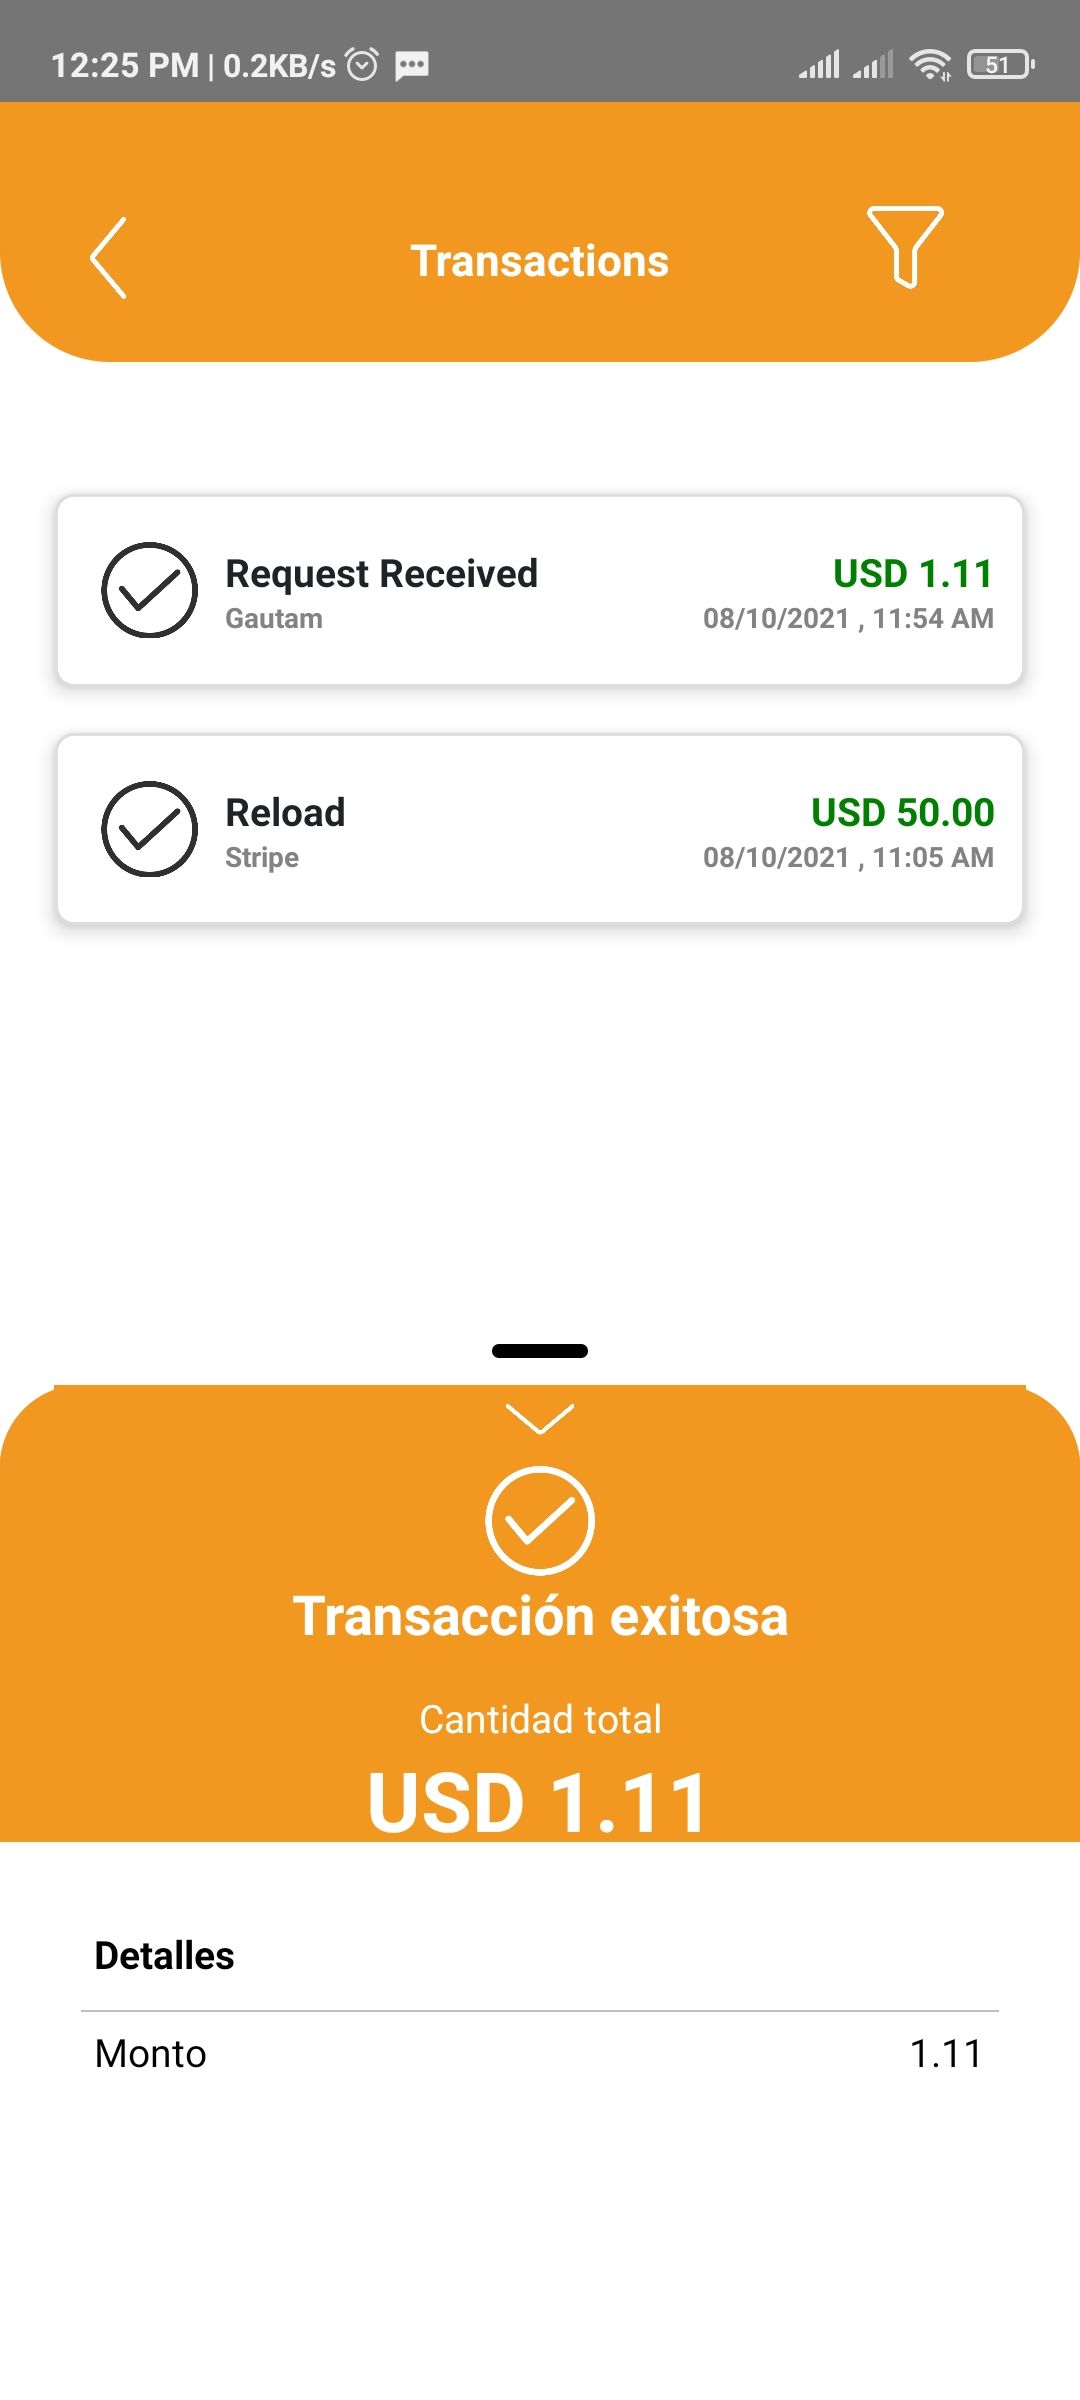 12:25 PM | 0.2KB/s
51
Transactions
Request Received USD 1.11
Gautam 08/10/2021 , 11:54 AM
Reload USD 50.00
Stripe 08/10/2021 , 11:05 AM
Transacción exitosa
Cantidad total
USD 1.11
Detalles
Monto 1.11